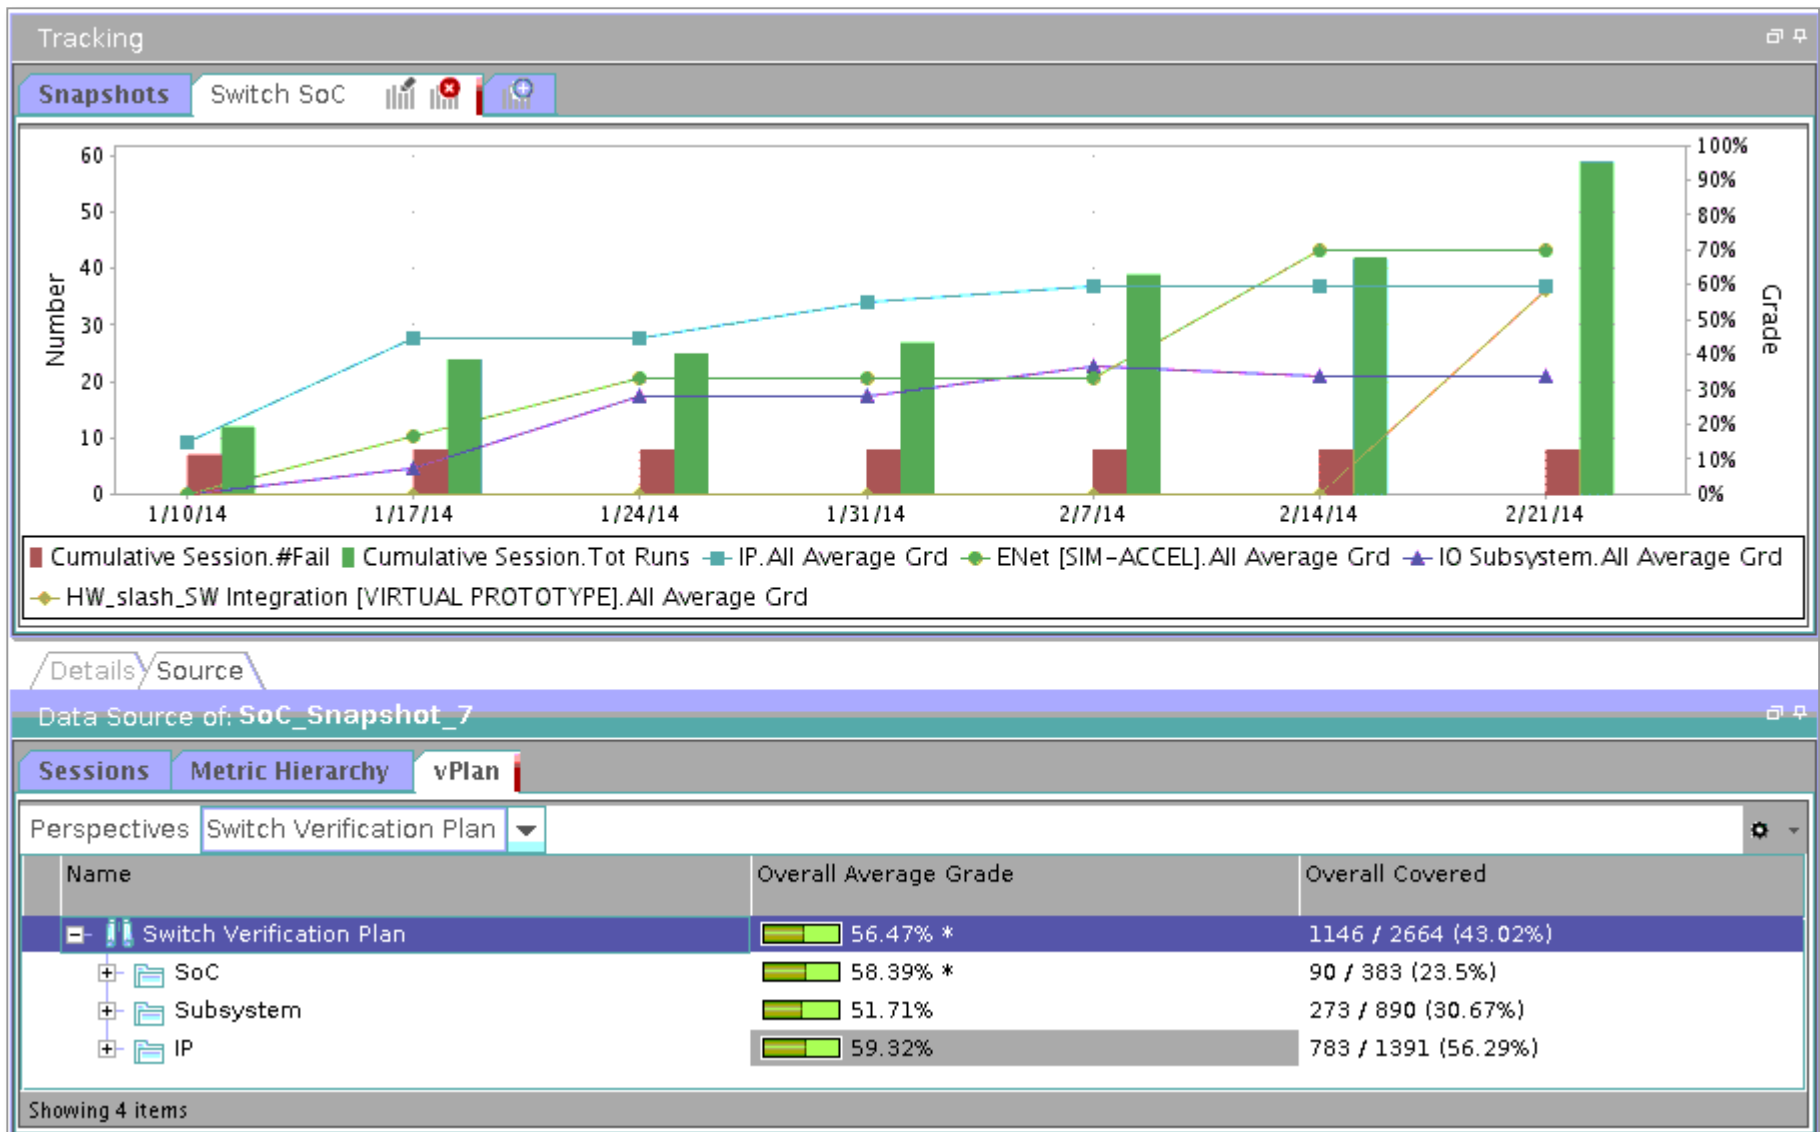 Tracking
Snapshots Switch SoC
60 100%
90%
50 80%
70%
40 60%
30 50%
40%
20 30%
10 20%
10%
0 0%
Number
Grade
1/10/14 1/17/14 1/24/14 1/31/14 2/7/14 2/14/14 2/21/14
Cumulative Session.#Fail Cumulative Session.Tot Runs IP.All Average Grd ENet [SIM-ACCEL].All Average Grd IO Subsystem.All Average Grd
HW_slash_SW Integration [VIRTUAL PROTOTYPE].All Average Grd
Details Source
Data Source of: SoC_Snapshot_7
Sessions Metric Hierarchy vPlan
Perspectives Switch Verification Plan
Name Overall Average Grade Overall Covered
Switch Verification Plan 56.47% * 1146 / 2664 (43.02%)
SoC 58.39% * 90 / 383 (23.5%)
Subsystem 51.71% 273 / 890 (30.67%)
IP 59.32% 783 / 1391 (56.29%)
Showing 4 items